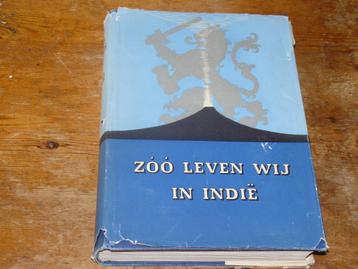 ZÓÓ LEVEN WIJ
IN INDIË